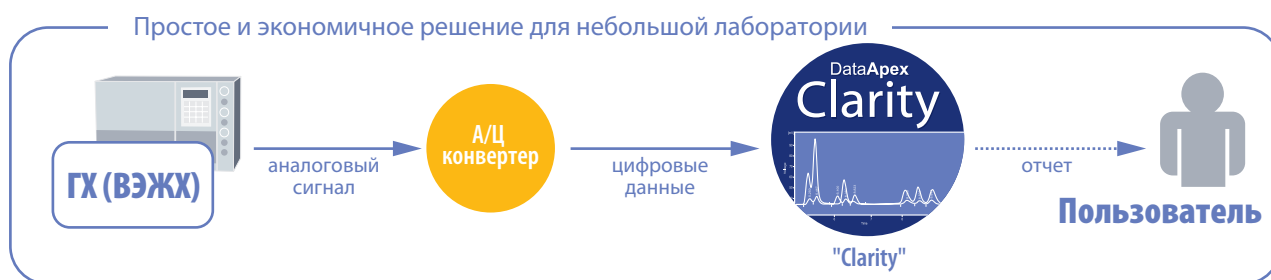 Простое и экономичное решение для небольшой лаборатории
ГХ (ВЭЖХ)
аналоговый
сигнал
А/Ц
конвертер
цифровые
данные
DataApex
Clarity
"Clarity"
отчет
Пользователь